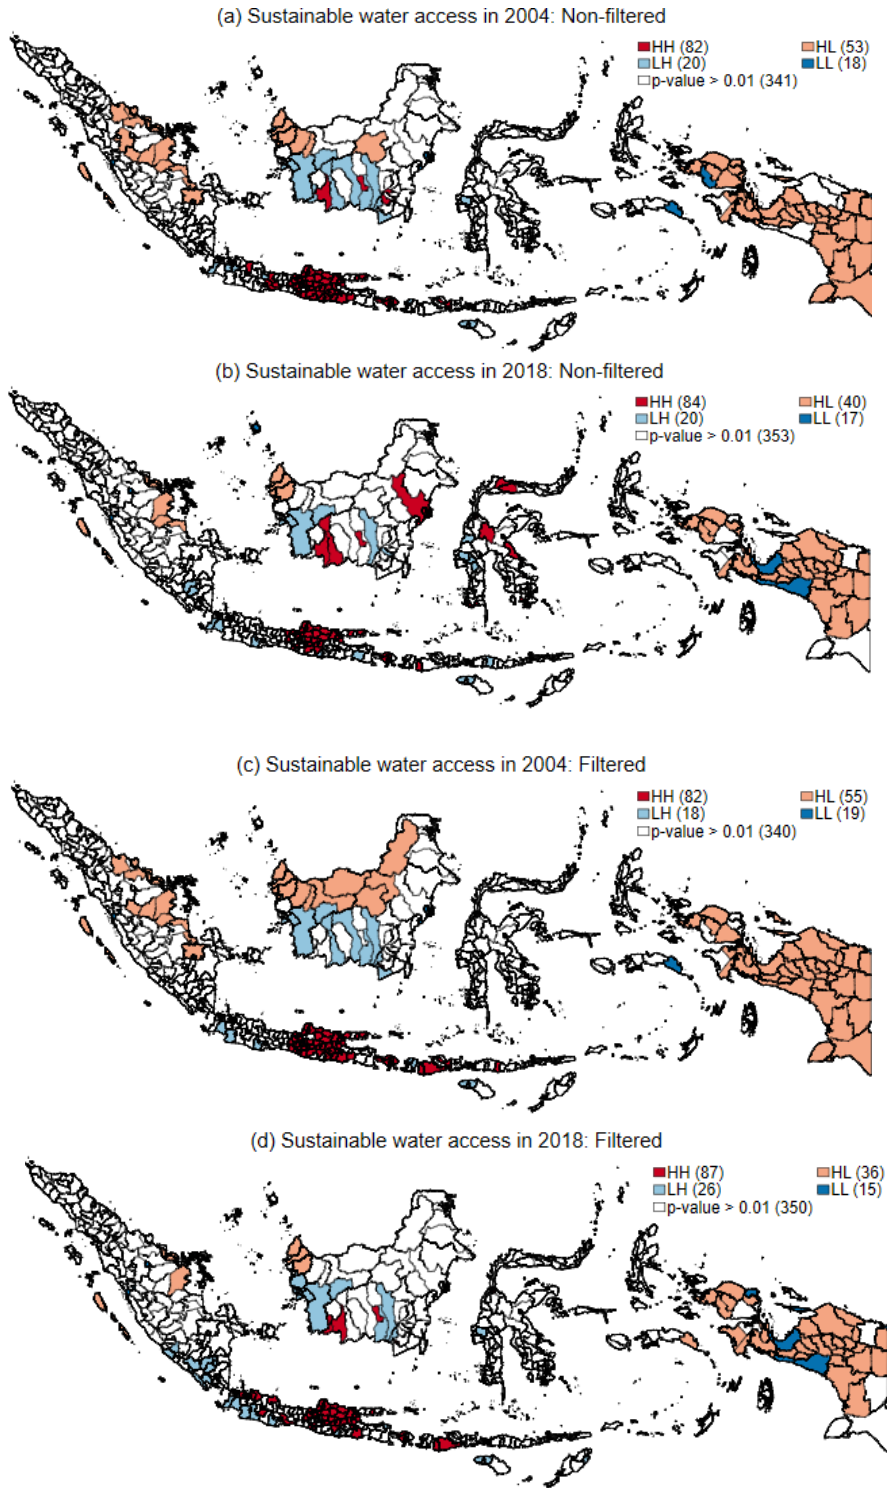 (a) Sustainable water access in 2004: Non-filtered
HH (82) HL (53)
LH (20) LL (18)
p-value > 0.01 (341)
(b) Sustainable water access in 2018: Non-filtered
HH (84) HL (40)
LH (20) LL (17)
p-value > 0.01 (353)
(c) Sustainable water access in 2004: Filtered
HH (82) HL (55)
LH (18) LL (19)
p-value > 0.01 (340)
(d) Sustainable water access in 2018: Filtered
HH (87) HL (36)
LH (26) LL (15)
p-value > 0.01 (350)